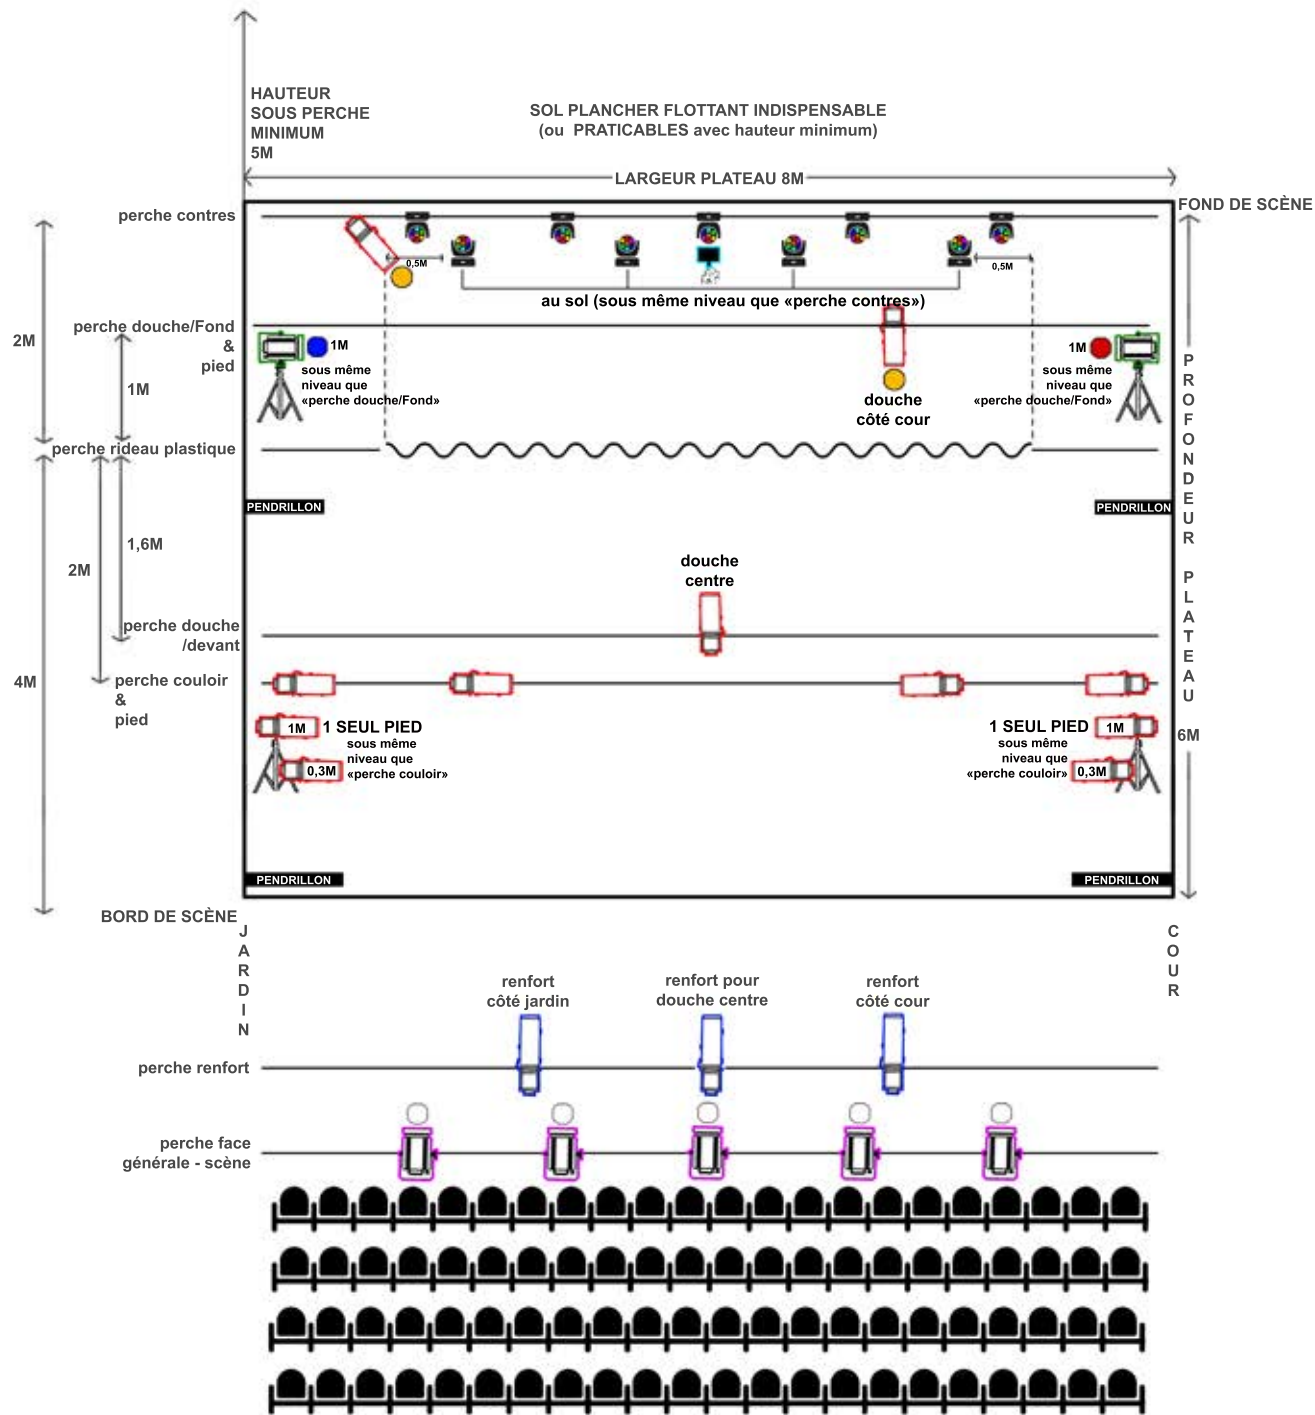 HAUTEUR
SOUS PERCHE
MINIMUM
5M
SOL PLANCHER FLOTTANT INDISPENSABLE
(ou PRATICABLES avec hauteur minimum)
LARGEUR PLATEAU 8M
FOND DE SCÈNE
perche contres
0,5M
0,5M
au sol (sous même niveau que «perche contres»)
perche douche/Fond
&
pied
2M
1M
1M
sous même
niveau que
«perche douche/Fond»
douche
côté cour
1M
sous même
niveau que
«perche douche/Fond»
PROFONDEUR PLATEAU
6M
perche rideau plastique
PENDRILLON
PENDRILLON
1,6M
2M
4M
douche
centre
perche douche
/devant
perche couloir
&
pied
1M
1 SEUL PIED
sous même
niveau que
«perche couloir»
0,3M
1 SEUL PIED
1M
sous même
niveau que
«perche couloir»
0,3M
PENDRILLON
PENDRILLON
BORD DE SCÈNE
JARDIN
COUR
renfort
côté jardin
renfort pour
douche centre
renfort
côté cour
perche renfort
perche face
générale - scène